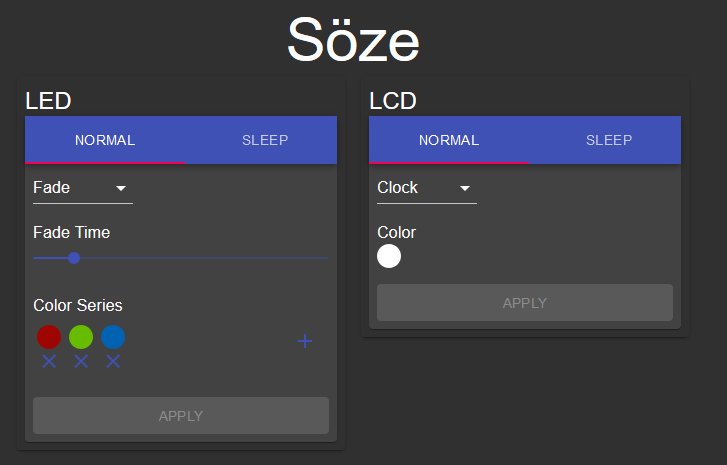 Söze
LED
NORMAL SLEEP
Fade
Fade Time
Color Series
APPLY
LCD
NORMAL SLEEP
Clock
Color
APPLY